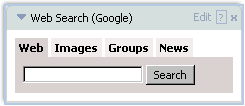 Web Search (Google) Edit ? ×
Web Images Groups News
Search